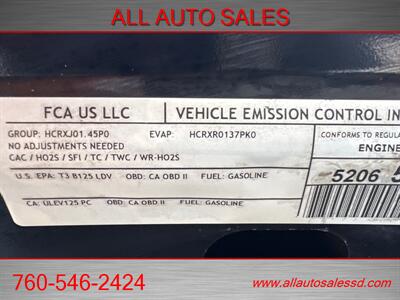 ALL AUTO SALES
FCA US LLC
VEHICLE EMISSION CONTROL IN
GROUP: HCRXJ01.45P0
EVAP: HCRXR0137PK0
NO ADJUSTMENTS NEEDED
CAC / HO2S / SFI / TC / TWC / WR-HO2S
CONFORMS TO REGULA
ENGINE
U.S. EPA: T3 B125 LDV OBD: CA OBD II FUEL: GASOLINE
5206
CA: ULEV125 PC OBD: CA OBD II FUEL: GASOLINE
760-546-2424
www.allautosalessd.com